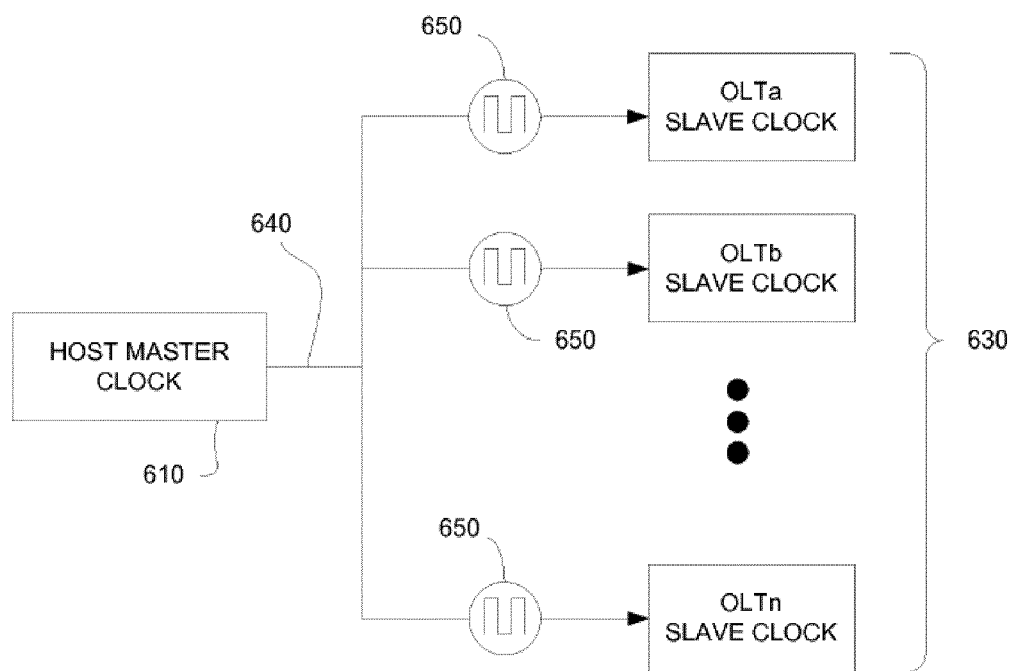 650
OLTa
SLAVE CLOCK
640
OLTb
SLAVE CLOCK
650
630
HOST MASTER
CLOCK
610
650
OLTn
SLAVE CLOCK